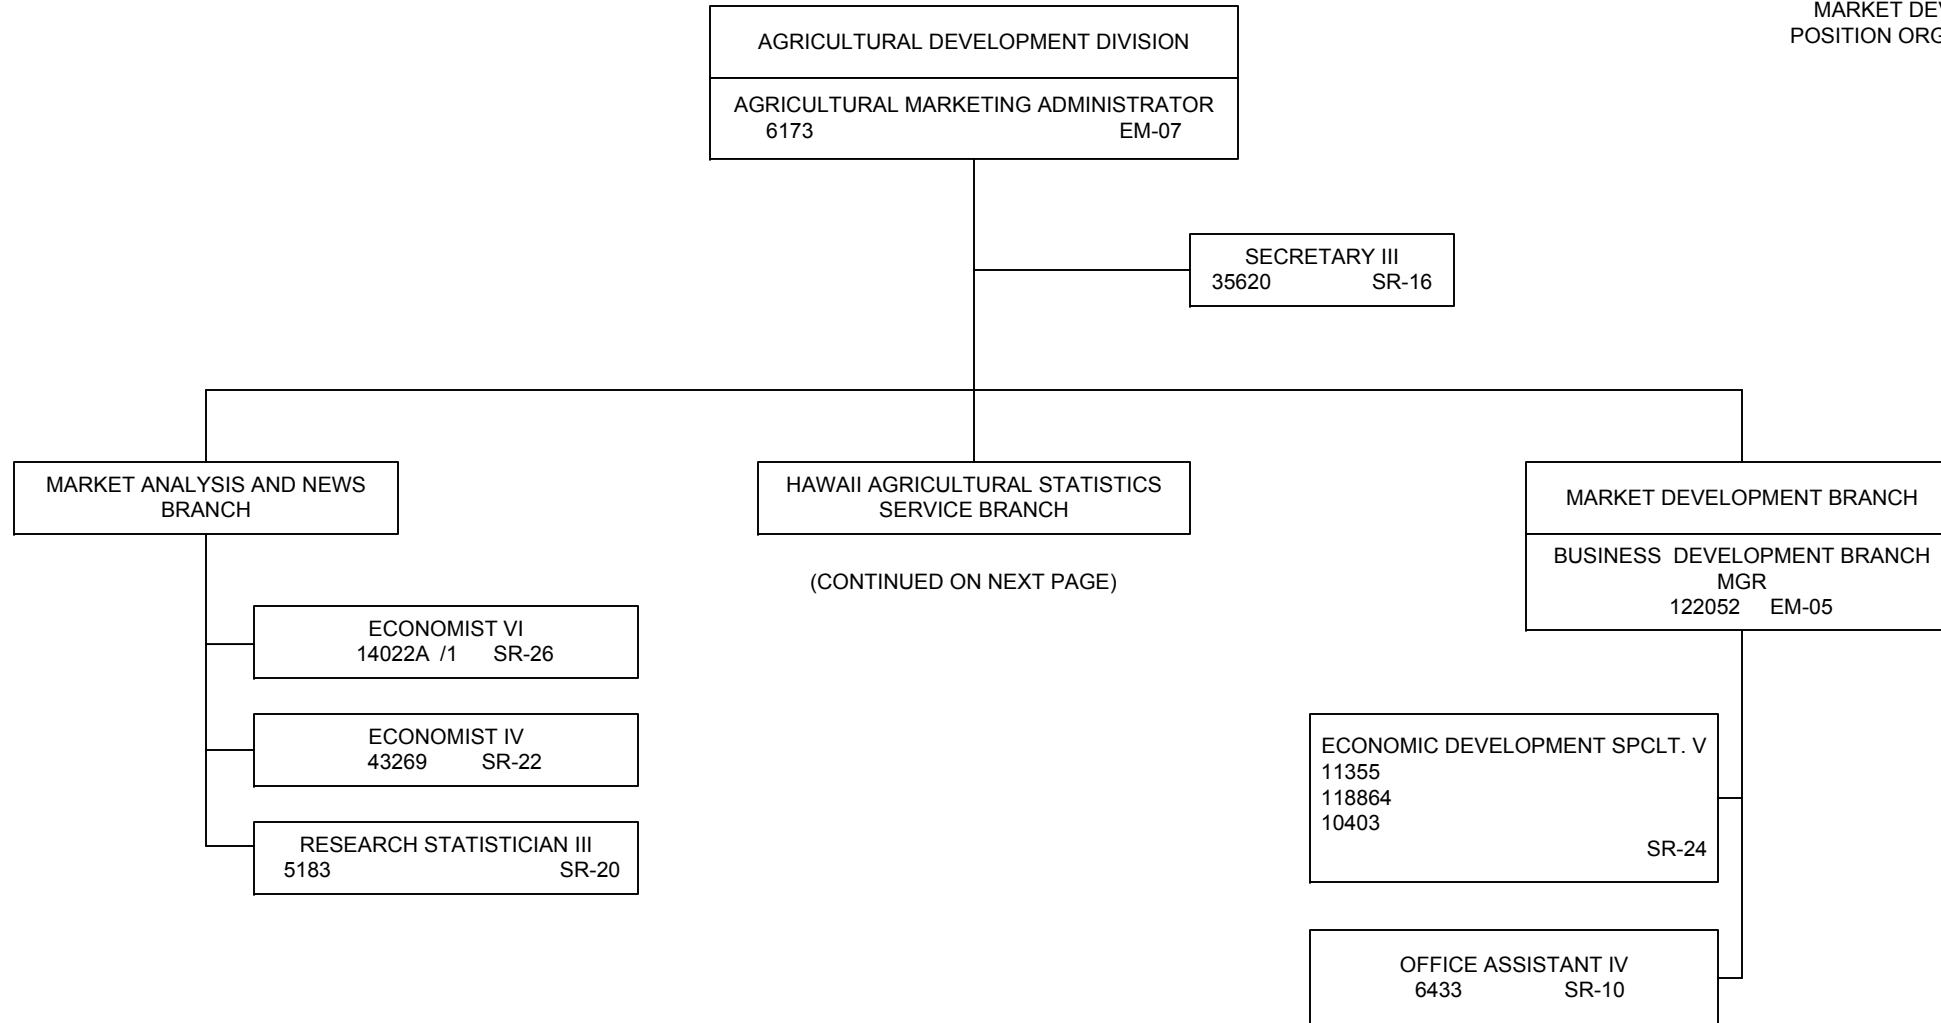 MARKET DE
POSITION ORG
AGRICULTURAL DEVELOPMENT DIVISION
AGRICULTURAL MARKETING ADMINISTRATOR
6173 EM-07
SECRETARY III
35620 SR-16
MARKET ANALYSIS AND NEWS
BRANCH
HAWAII AGRICULTURAL STATISTICS
SERVICE BRANCH
(CONTINUED ON NEXT PAGE)
MARKET DEVELOPMENT BRANCH
BUSINESS DEVELOPMENT BRANCH
MGR
122052 EM-05
ECONOMIST VI
14022A /1 SR-26
ECONOMIST IV
43269 SR-22
RESEARCH STATISTICIAN III
5183 SR-20
ECONOMIC DEVELOPMENT SPCLT. V
11355
118864
10403
SR-24
OFFICE ASSISTANT IV
6433 SR-10